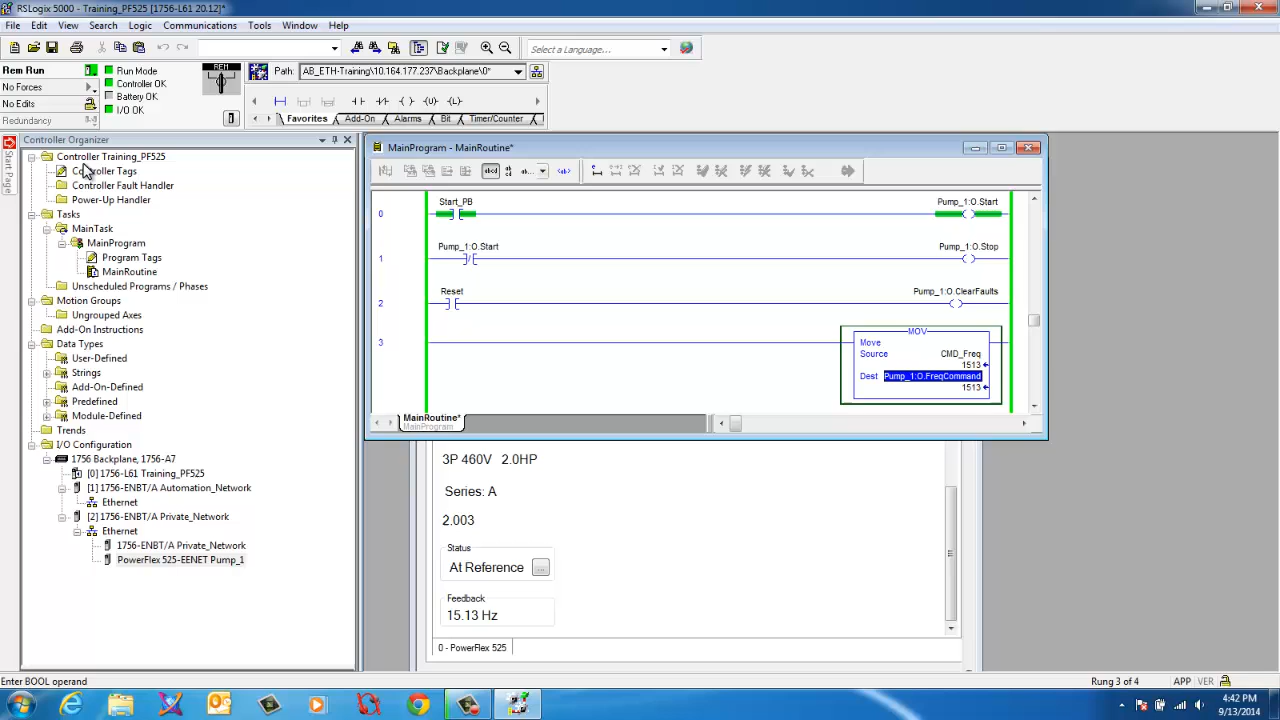 RSLogix 5000 - Training_PF525 [1756-L61 20.12]*
File Edit View Search Logic Communications Tools Window Help
Select a Language...
Rem Run
Run Mode
No Forces
Controller OK
Battery OK
No Edits
I/O OK
Redundancy
REM
Path: AB_ETH-Training\10.164.177.237\Backplane\0*
Favorites Add-On Alarms Bit Timer/Counter
Start Page
Controller Organizer
Controller Training_PF525
Controller Tags
Controller Fault Handler
Power-Up Handler
Tasks
MainTask
MainProgram
Program Tags
MainRoutine
Unscheduled Programs / Phases
Motion Groups
Ungrouped Axes
Add-On Instructions
Data Types
User-Defined
Strings
Add-On-Defined
Predefined
Module-Defined
Trends
I/O Configuration
1756 Backplane, 1756-A7
[0] 1756-L61 Training_PF525
[1] 1756-ENBT/A Automation_Network
Ethernet
[2] 1756-ENBT/A Private_Network
Ethernet
1756-ENBT/A Private_Network
PowerFlex 525-EENET Pump_1
MainProgram - MainRoutine*
0
Start_PB
Pump_1:O.Start
1
Pump_1:O.Start
Pump_1:O.Stop
2
Reset
Pump_1:O.ClearFaults
3
MOV
Move
Source CMD_Freq
1513
Dest Pump_1:O.FreqCommand
1513
MainRoutine*
MainProgram
3P 460V 2.0HP
Series: A
2.003
Status
At Reference ...
Feedback
15.13 Hz
0 - PowerFlex 525
Enter BOOL operand
Rung 3 of 4
APP
VER
4:42 PM
9/13/2014